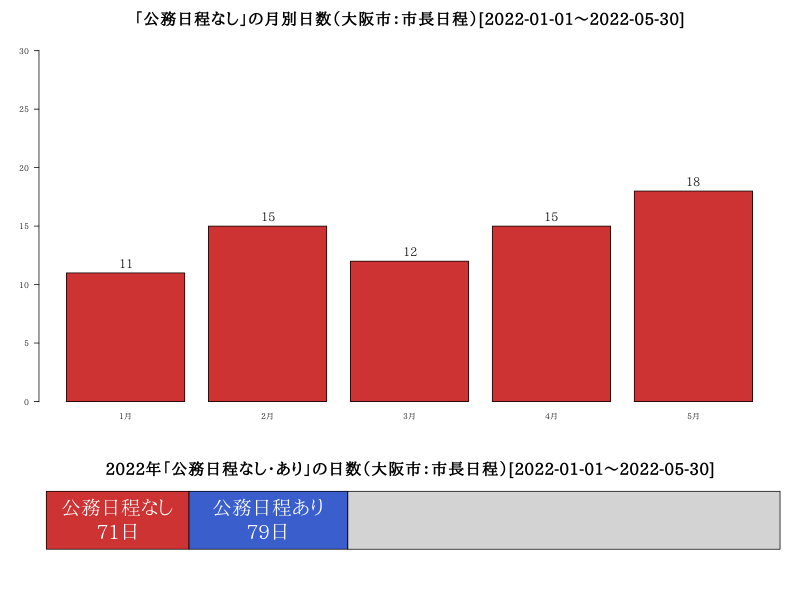 「公務日程なし」の月別日数（大阪市：市長日程）[2022-01-01～2022-05-30]
30
25
20
15
10
5
0
11
15
12
15
18
1月
2月
3月
4月
5月
2022年「公務日程なし・あり」の日数（大阪市：市長日程）[2022-01-01～2022-05-30]
公務日程なし
71日
公務日程あり
79日